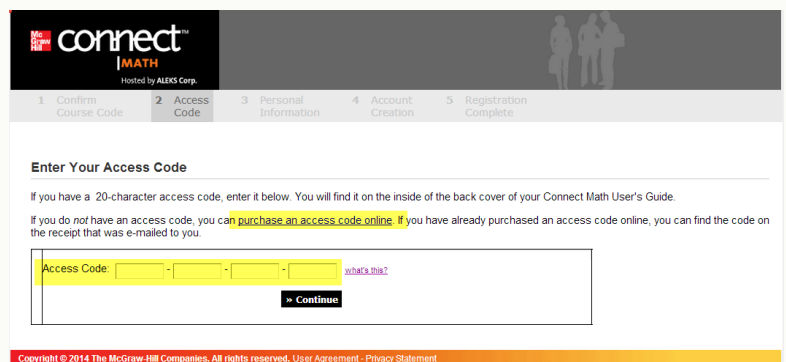 Mc Graw Hill connect™
MATH
Hosted by ALEKS Corp.
1 Confirm Course Code 2 Access Code 3 Personal Information 4 Account Creation 5 Registration Complete
Enter Your Access Code
If you have a 20-character access code, enter it below. You will find it on the inside of the back cover of your Connect Math User's Guide.
If you do not have an access code, you can purchase an access code online. If you have already purchased an access code online, you can find the code on
the receipt that was e-mailed to you.
Access Code: - - - what's this?
» Continue
Copyright © 2014 The McGraw-Hill Companies. All rights reserved. User Agreement - Privacy Statement